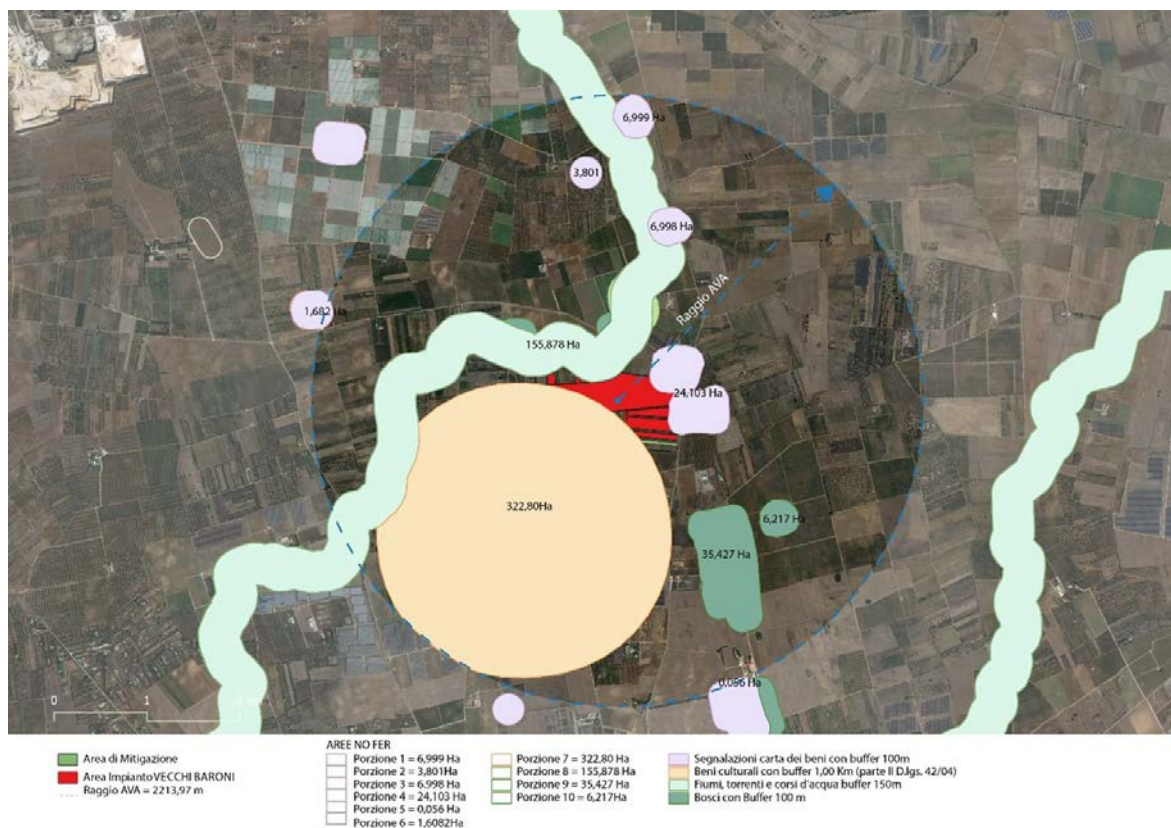 6,999 Ha
3,801
6,998 Ha
1,682 Ha
Raggio AVA
155,878 Ha
24,103 Ha
322,80Ha
6,217 Ha
35,427 Ha
0,056 Ha
0 1
Area di Mitigazione
Area Impianto VECCHI BARONI
Raggio AVA = 2213,97 m
AREE NO FER
Porzione 1 = 6,999 Ha
Porzione 2 = 3,801Ha
Porzione 3 = 6.998 Ha
Porzione 4 = 24,103 Ha
Porzione 5 = 0,056 Ha
Porzione 6 = 1,6082Ha
Porzione 7 = 322,80 Ha
Porzione 8 = 155,878 Ha
Porzione 9 = 35,427 Ha
Porzione 10 = 6,217Ha
Segnalazioni carta dei beni con buffer 100m
Beni culturali con buffer 1,00 Km (parte II D.lgs. 42/04)
Fiumi, torrenti e corsi d'acqua buffer 150m
Bosci con Buffer 100 m